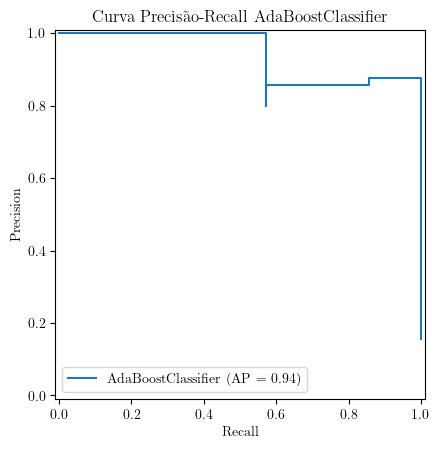 Curva Precisão-Recall AdaBoostClassifier
1.0
0.8
0.6
0.4
0.2
0.0
Precision
AdaBoostClassifier (AP = 0.94)
0.0 0.2 0.4 0.6 0.8 1.0
Recall